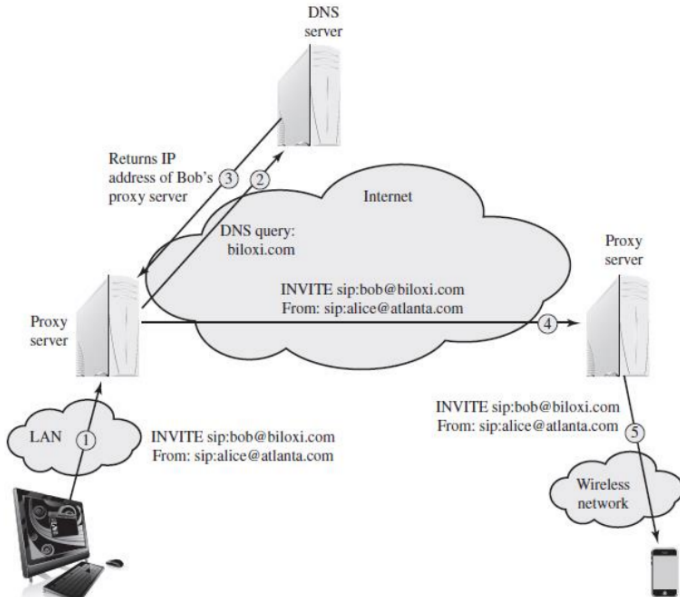 DNS
server
Returns IP
address of Bob's
proxy server
3
2
Internet
DNS query:
biloxi.com
Proxy
server
INVITE sip:bob@biloxi.com
From: sip:alice@atlanta.com
4
Proxy
server
LAN
1
INVITE sip:bob@biloxi.com
From: sip:alice@atlanta.com
INVITE sip:bob@biloxi.com
From: sip:alice@atlanta.com
5
Wireless
network